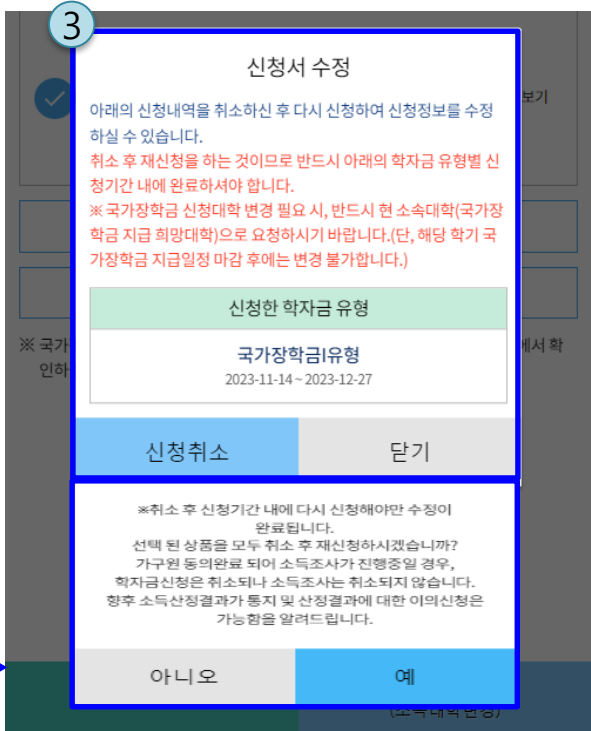 3
신청서 수정
보기
아래의 신청내역을 취소하신 후 다시 신청하여 신청정보를 수정
하실 수 있습니다.
취소 후 재신청을 하는 것이므로 반드시 아래의 학자금 유형별 신
청기간 내에 완료하셔야 합니다.
※ 국가장학금 신청대학 변경 필요 시, 반드시 현 소속대학(국가장
학금 지급 희망대학)으로 요청하시기 바랍니다.(단, 해당 학기 국
가장학금 지급일정 마감 후에는 변경 불가합니다.)
신청한 학자금 유형
※ 국가
에서 확
인하
국가장학금I유형
2023-11-14 ~ 2023-12-27
신청취소
닫기
※취소 후 신청기간 내에 다시 신청해야만 수정이
완료됩니다.
선택 된 상품을 모두 취소 후 재신청하시겠습니까?
가구원 동의완료 되어 소득조사가 진행중일 경우,
학자금신청은 취소되나 소득조사는 취소되지 않습니다.
향후 소득산정결과가 통지 및 산정결과에 대한 이의신청은
가능함을 알려드립니다.
아니오
예
(소속대학변경)